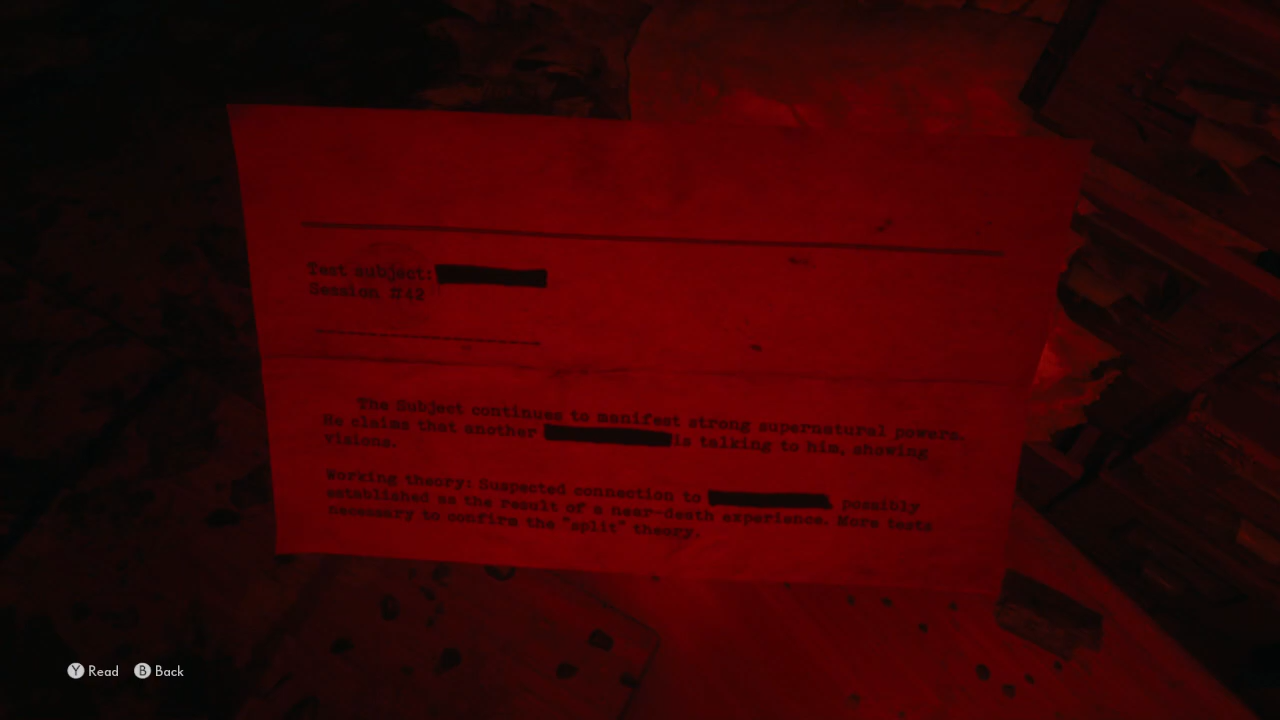 Test subject:
Session #42
The Subject continues to manifest strong supernatural powers.
He claims that another is talking to him, showing
visions.
Working theory: Suspected connection to , possibly
established as the result of a near-death experience. More tests
necessary to confirm the "split" theory.
Y Read B Back